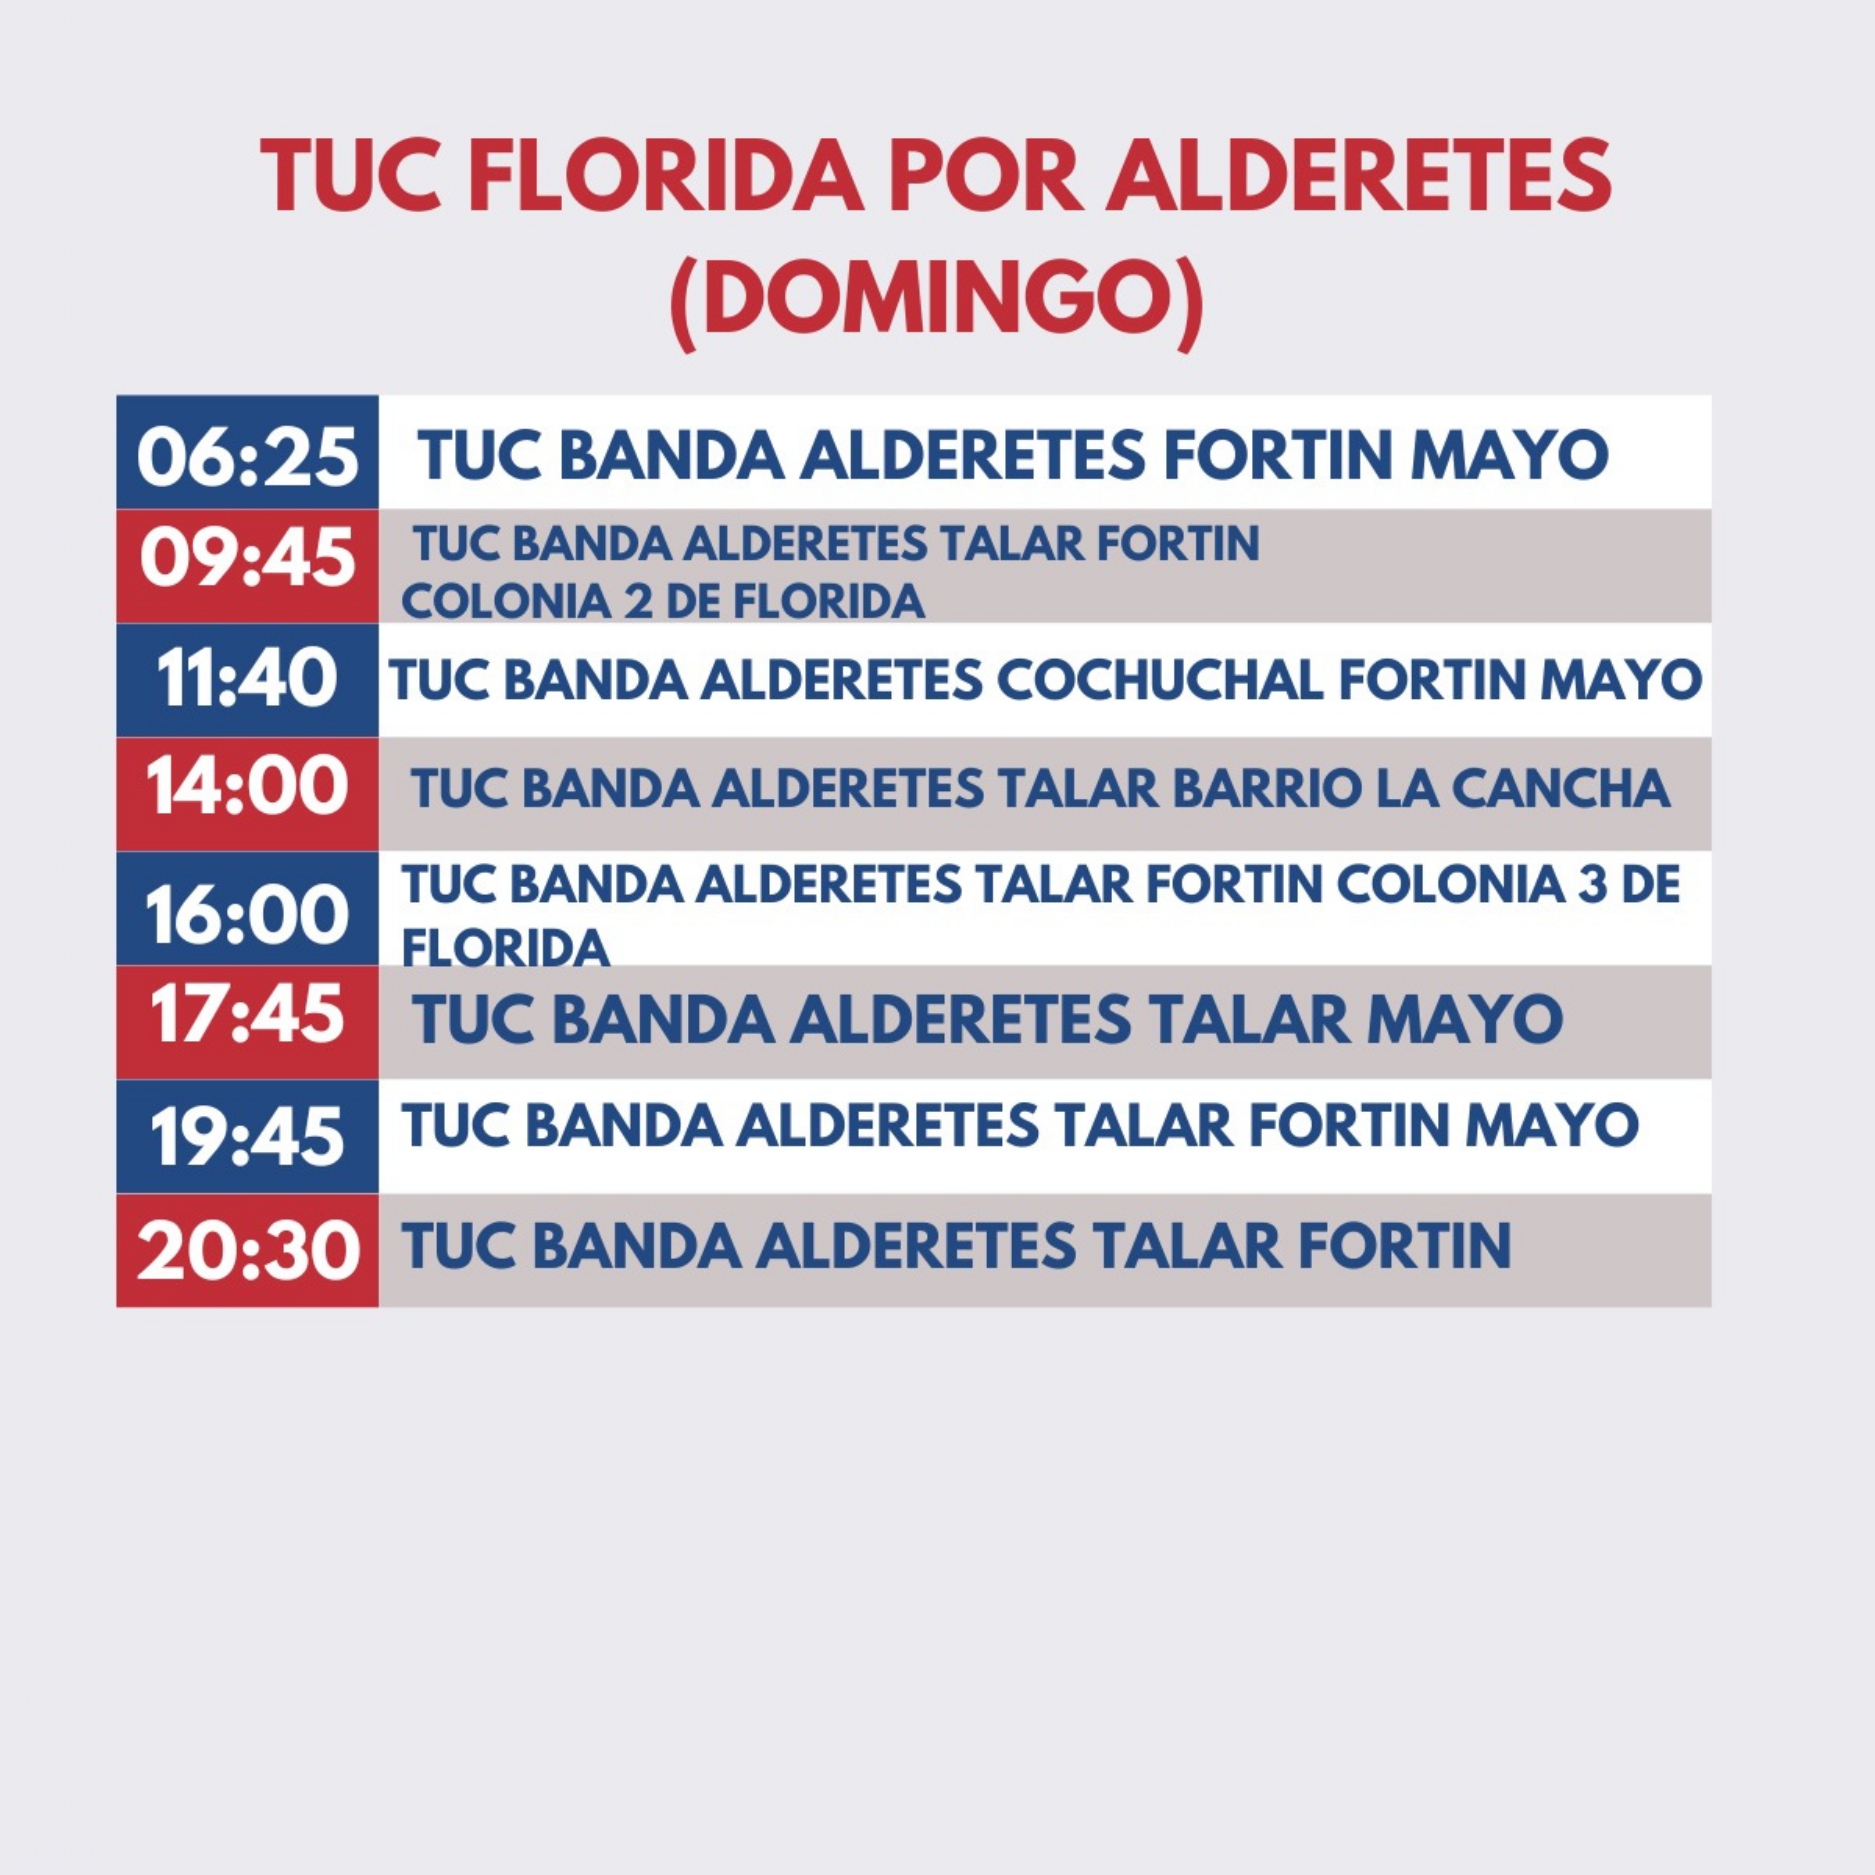 TUC FLORIDA POR ALDERETES
(DOMINGO)
06:25 TUC BANDA ALDERETES FORTIN MAYO
09:45 TUC BANDA ALDERETES TALAR FORTIN
COLONIA 2 DE FLORIDA
11:40 TUC BANDA ALDERETES COCHUCHAL FORTIN MAYO
14:00 TUC BANDA ALDERETES TALAR BARRIO LA CANCHA
16:00 TUC BANDA ALDERETES TALAR FORTIN COLONIA 3 DE
FLORIDA
17:45 TUC BANDA ALDERETES TALAR MAYO
19:45 TUC BANDA ALDERETES TALAR FORTIN MAYO
20:30 TUC BANDA ALDERETES TALAR FORTIN